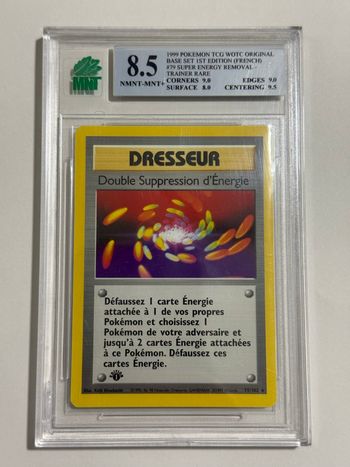 MNT
8.5
NMNT-MNT+
1999 POKEMON TCG WOTC ORIGINAL
BASE SET 1ST EDITION (FRENCH)
#79 SUPER ENERGY REMOVAL -
TRAINER RARE
CORNERS 9.0 EDGES 9.0
SURFACE 8.0 CENTERING 9.5
DRESSEUR
Double Suppression d'Énergie
Défaussez 1 carte Énergie
attachée à 1 de vos propres
Pokémon et choisissez 1
Pokémon de votre adversaire et
jusqu'à 2 cartes Énergie attachées
à ce Pokémon. Défaussez ces
cartes Énergie.
1